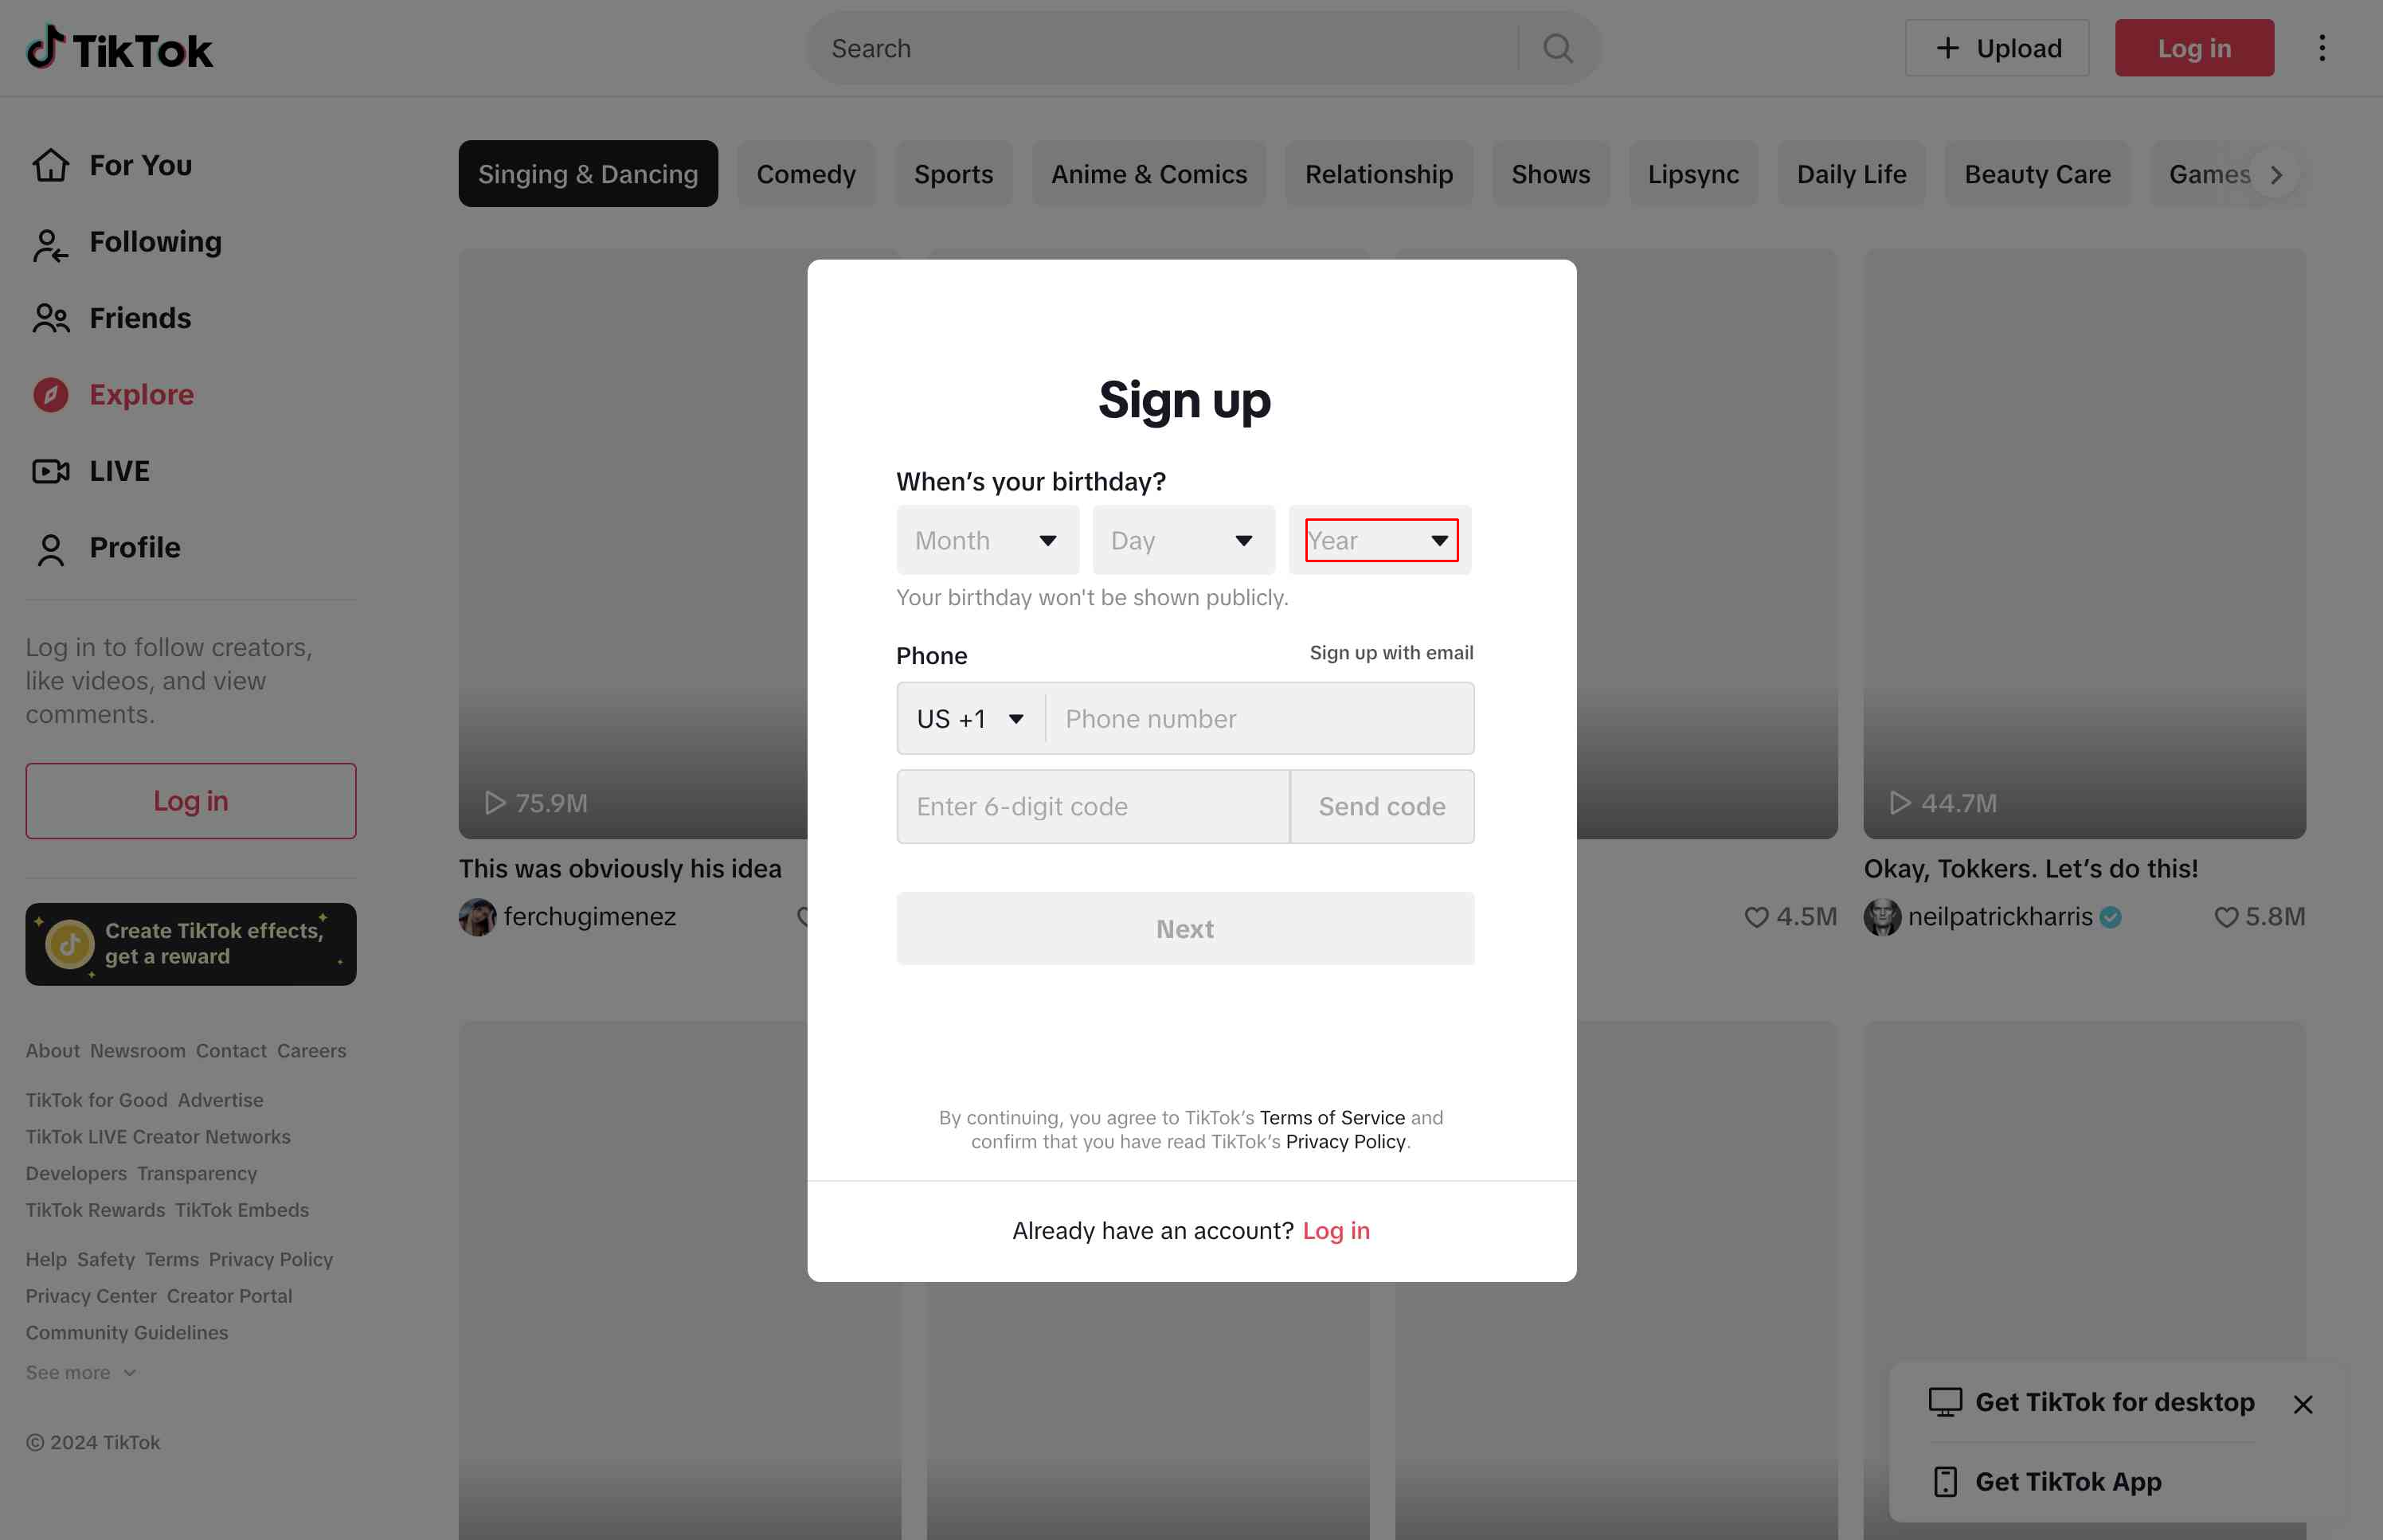 TikTok
Search
Upload
Log in
For You
Following
Friends
Explore
LIVE
Profile
Log in to follow creators,
like videos, and view
comments.
Log in
Create TikTok effects,
get a reward
About Newsroom Contact Careers
TikTok for Good Advertise
TikTok LIVE Creator Networks
Developers Transparency
TikTok Rewards TikTok Embeds
Help Safety Terms Privacy Policy
Privacy Center Creator Portal
Community Guidelines
See more
© 2024 TikTok
Singing & Dancing
Comedy
Sports
Anime & Comics
Relationship
Shows
Lipsync
Daily Life
Beauty Care
Games
75.9M
This was obviously his idea
ferchugimenez
Sign up
When’s your birthday?
Month
Day
Year
Your birthday won't be shown publicly.
Phone
Sign up with email
US +1
Phone number
Enter 6-digit code
Send code
Next
By continuing, you agree to TikTok’s Terms of Service and
confirm that you have read TikTok’s Privacy Policy.
Already have an account? Log in
4.5M
44.7M
Okay, Tokkers. Let’s do this!
neilpatrickharris
5.8M
Get TikTok for desktop
Get TikTok App